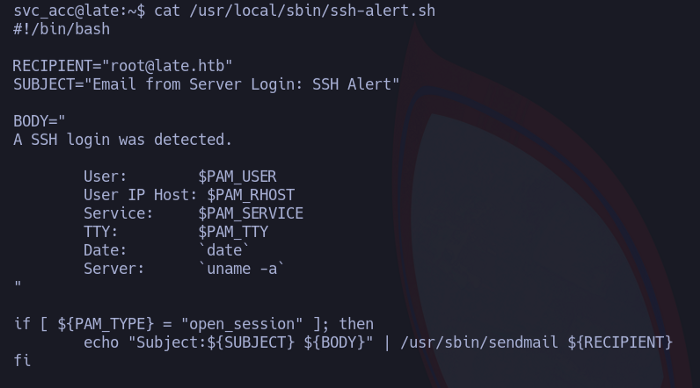 svc_acc@late:~$ cat /usr/local/sbin/ssh-alert.sh
#!/bin/bash

RECIPIENT="root@late.htb"
SUBJECT="Email from Server Login: SSH Alert"

BODY="
A SSH login was detected.

        User:        $PAM_USER
        User IP Host: $PAM_RHOST
        Service:     $PAM_SERVICE
        TTY:         $PAM_TTY
        Date:        `date`
        Server:      `uname -a`
"

if [ ${PAM_TYPE} = "open_session" ]; then
        echo "Subject:${SUBJECT} ${BODY}" | /usr/sbin/sendmail ${RECIPIENT}
fi